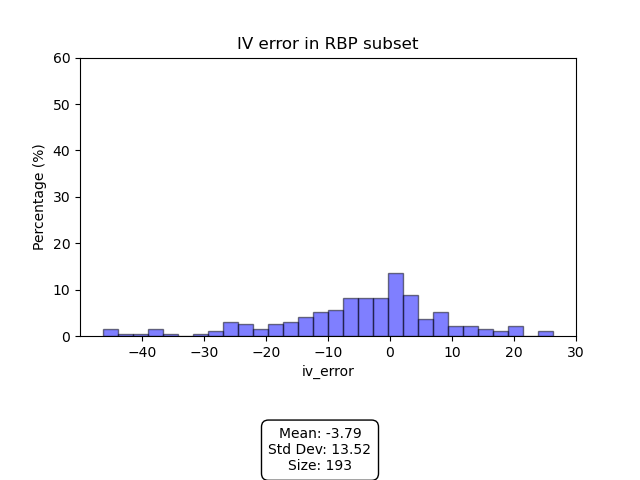 IV error in RBP subset
60
50
40
30
20
10
0
Percentage (%)
−40 −30 −20 −10 0 10 20 30
iv_error
Mean: -3.79
Std Dev: 13.52
Size: 193